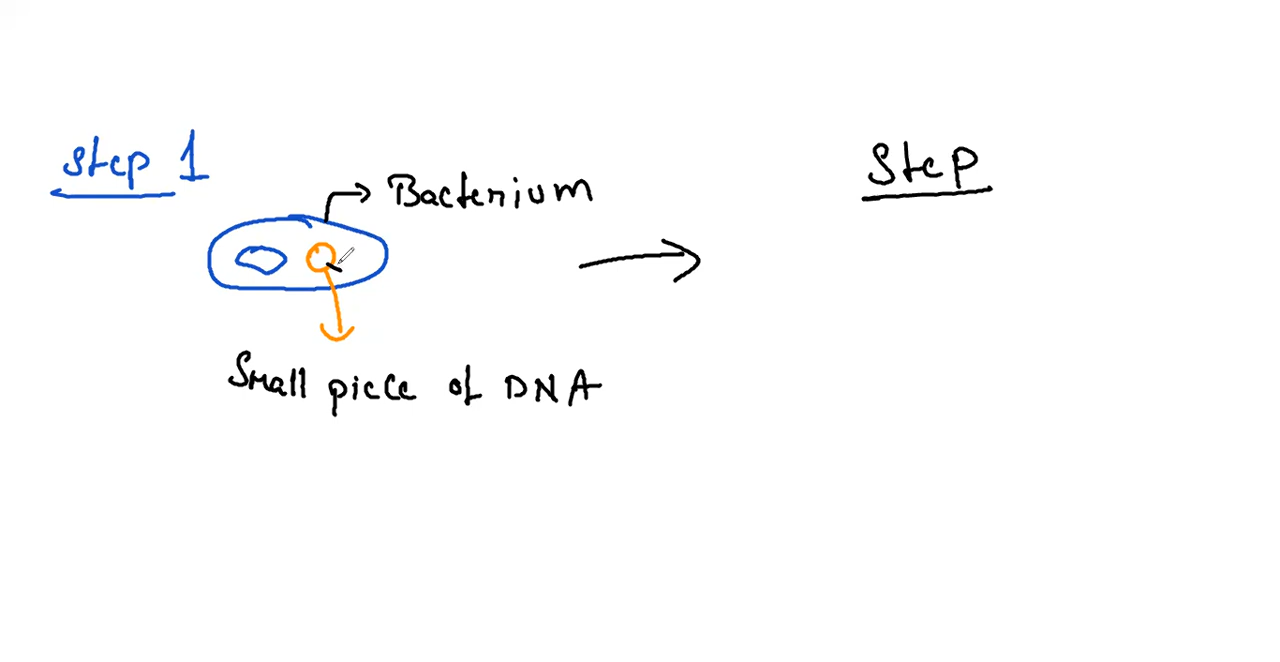 Step 1
Bacterium
Step
Small piece of DNA